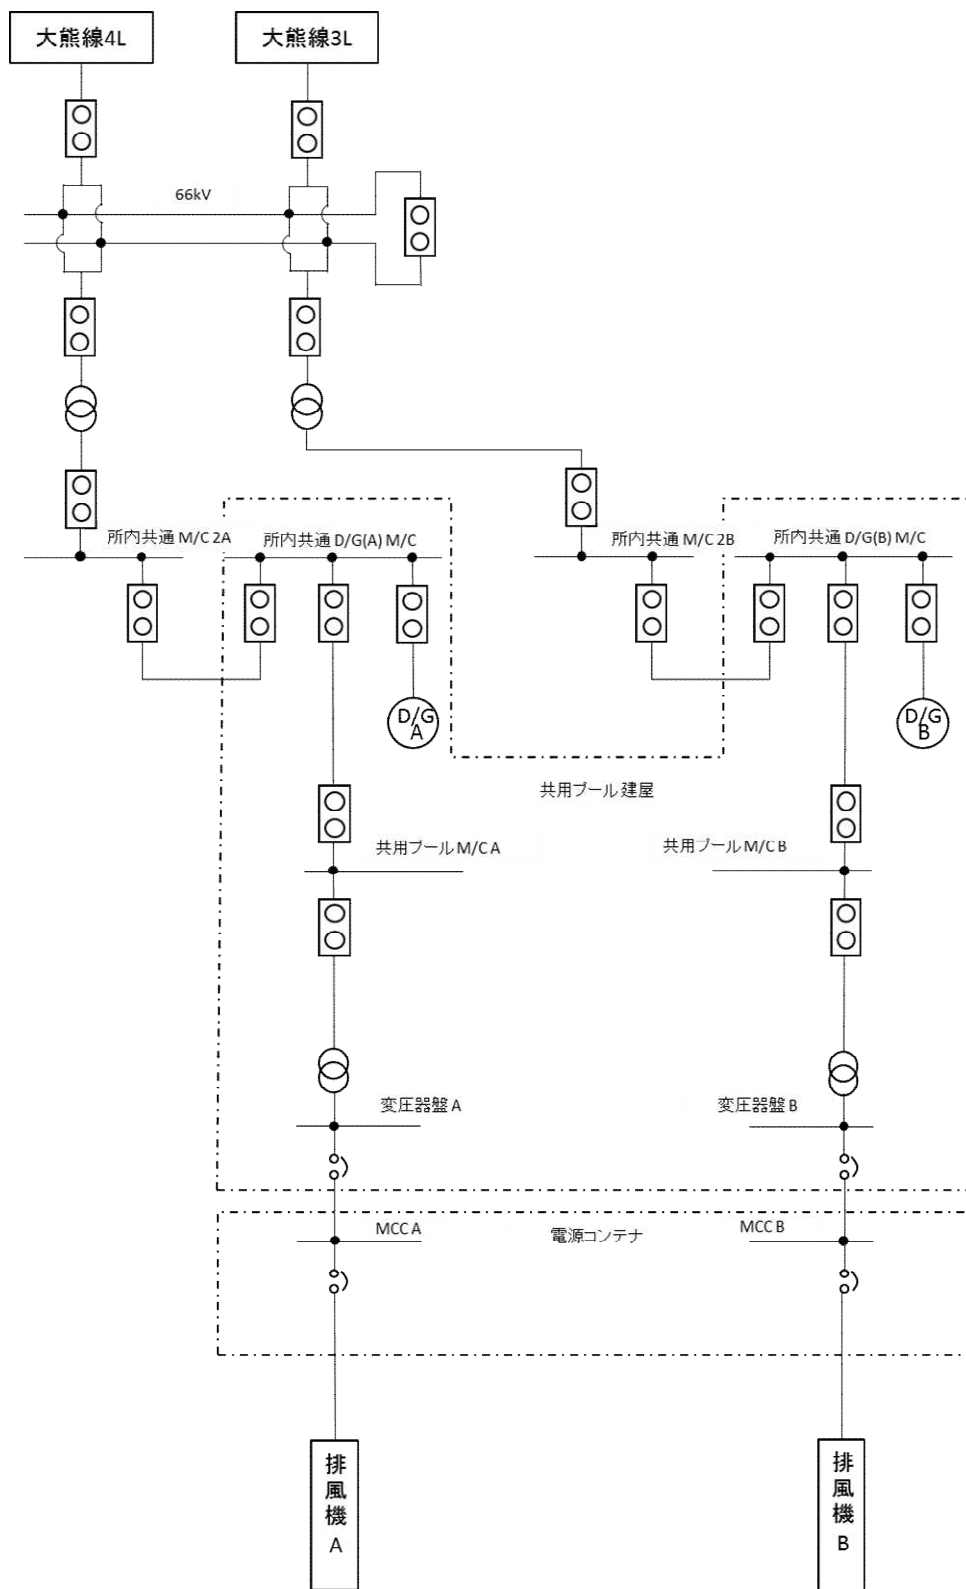 大熊線4L
大熊線3L
66kV
所内共通 M/C 2A
所内共通 D/G(A) M/C
所内共通 M/C 2B
所内共通 D/G(B) M/C
D/G
A
D/G
B
共用プール建屋
共用プール M/C A
共用プール M/C B
変圧器盤 A
変圧器盤 B
MCC A
電源コンテナ
MCC B
排風機 A
排風機 B